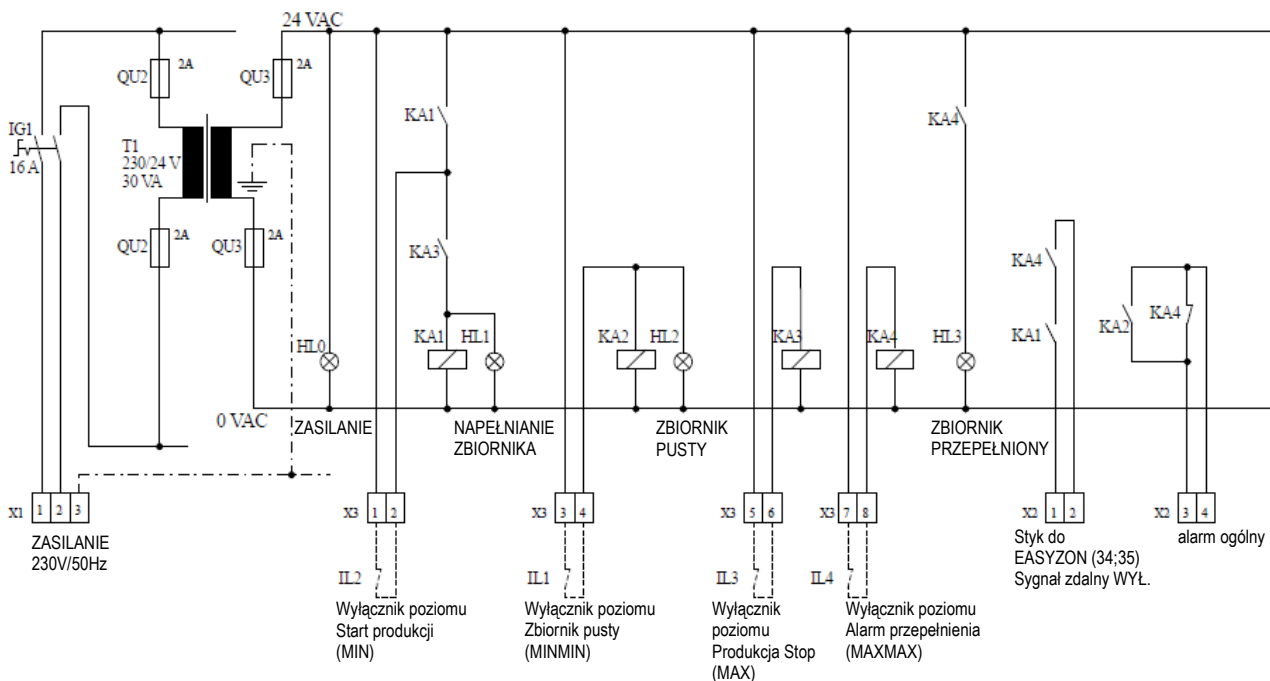 24 VAC
QU2
2A
QU3
2A
IG1
16 A
T1
230/24 V
30 VA
KA1
KA4
QU2
2A
QU3
2A
KA3
KA4
KA1
HL1
KA2
HL2
KA3
KA4
HL3
HL0
KA1
KA2
KA4
0 VAC
ZASILANIE
NAPEŁNIANIE
ZBIORNIKA
ZBIORNIK
PUSTY
ZBIORNIK
PRZEPEŁNIONY
X1 1 2 3
X3 1 2
X3 3 4
X3 5 6
X3 7 8
X2 1 2
X2 3 4
ZASILANIE
230V/50Hz
IL2
Wyłącznik poziomu
Start produkcji
(MIN)
IL1
Wyłącznik poziomu
Zbiornik pusty
(MINMIN)
IL3
Wyłącznik
poziomu
Produkcja Stop
(MAX)
IL4
Wyłącznik poziomu
Alarm przepełnienia
(MAXMAX)
Styk do
EASYZON (34;35)
Sygnał zdalny WYŁ.
alarm ogólny